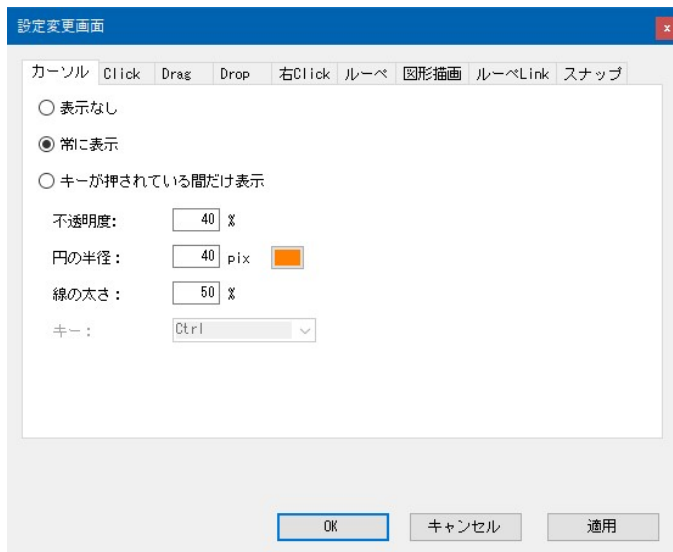 設定変更画面
x
カーソル Click Drag Drop 右Click ルーペ 図形描画 ルーペLink スナップ
表示なし
常に表示
キーが押されている間だけ表示
不透明度: 40 %
円の半径: 40 pix
線の太さ: 50 %
キー: Ctrl
OK キャンセル 適用